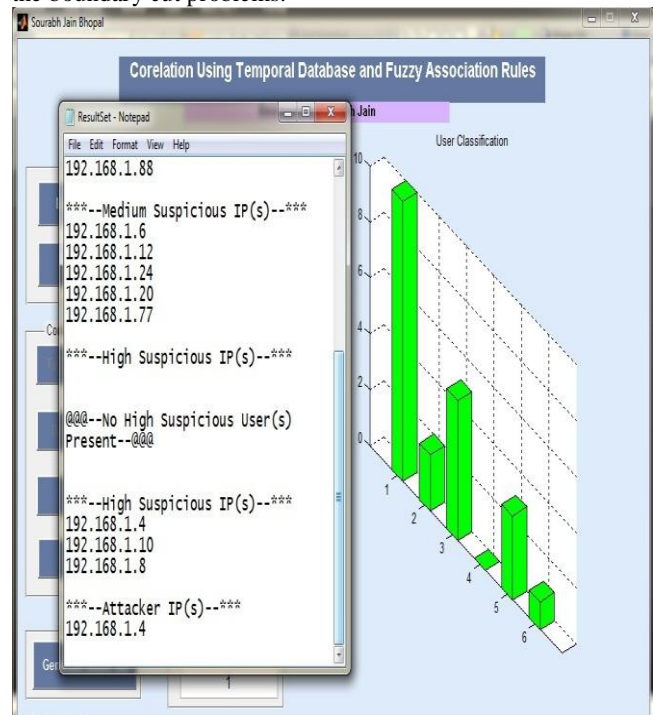 the boundary cut problems.
Sourabh Jain Bhopal
Corelation Using Temporal Database and Fuzzy Association Rules
h Jain
ResultSet - Notepad
File Edit Format View Help
192.168.1.88
***--Medium Suspicious IP(s)--***
192.168.1.6
192.168.1.12
192.168.1.24
192.168.1.20
192.168.1.77
***--High Suspicious IP(s)--***
@@@--No High Suspicious User(s)
Present--@@@
***--High Suspicious IP(s)--***
192.168.1.4
192.168.1.10
192.168.1.8
***--Attacker IP(s)--***
192.168.1.4
User Classification
10
8
6
4
2
0
1
2
3
4
5
6
Ge
1